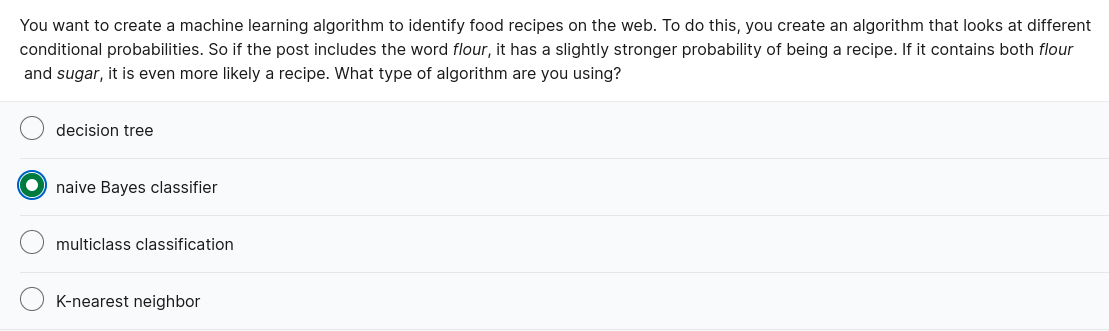 You want to create a machine learning algorithm to identify food recipes on the web. To do this, you create an algorithm that looks at different
conditional probabilities. So if the post includes the word flour, it has a slightly stronger probability of being a recipe. If it contains both flour
and sugar, it is even more likely a recipe. What type of algorithm are you using?
decision tree
naive Bayes classifier
multiclass classification
K-nearest neighbor